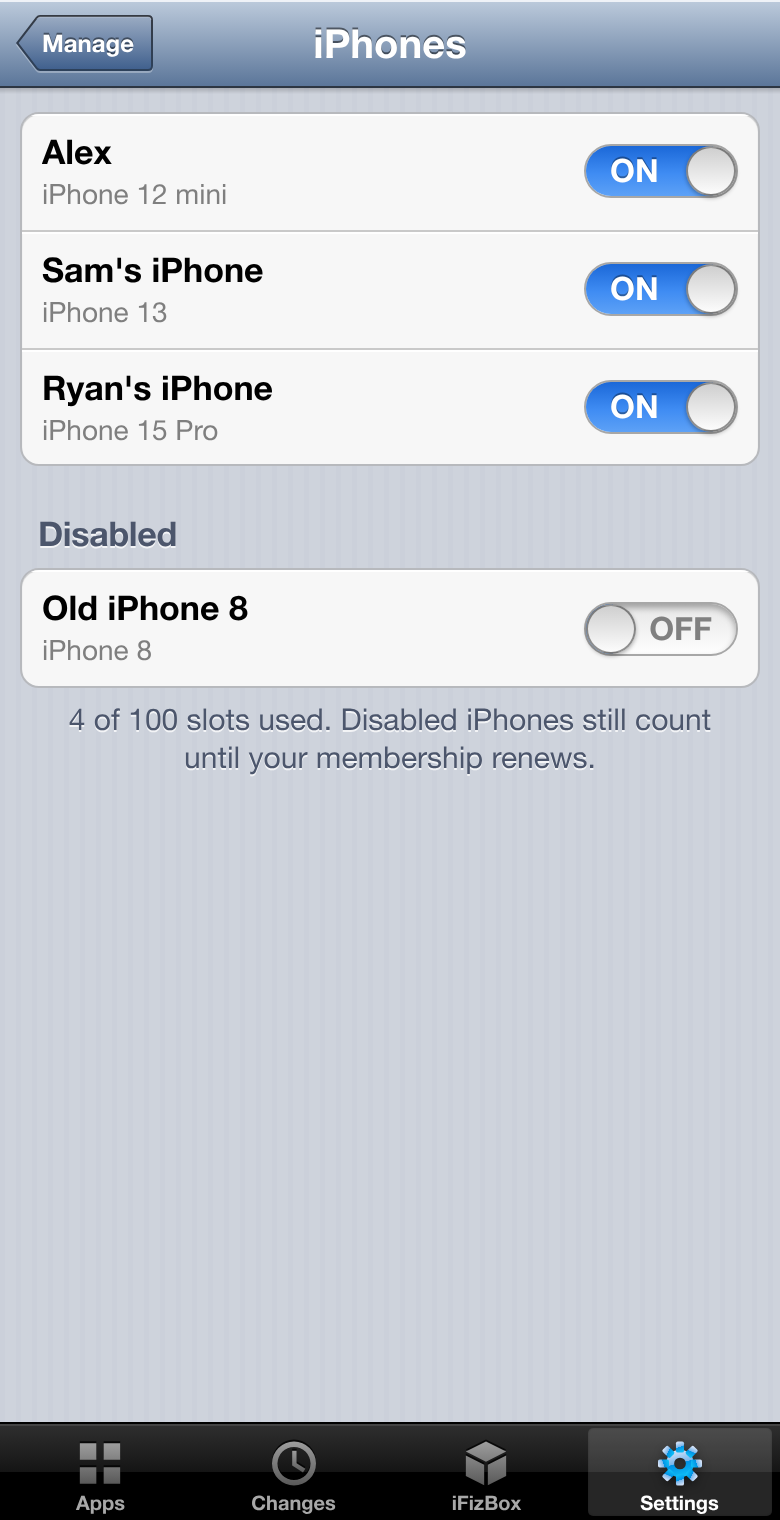 Manage
iPhones
Alex
iPhone 12 mini
ON
Sam's iPhone
iPhone 13
ON
Ryan's iPhone
iPhone 15 Pro
ON
Disabled
Old iPhone 8
iPhone 8
OFF
4 of 100 slots used. Disabled iPhones still count
until your membership renews.
Apps
Changes
iFizBox
Settings